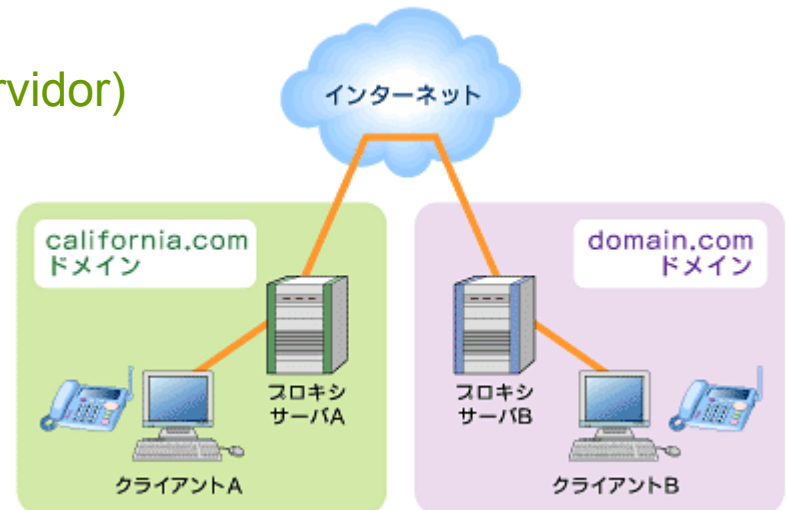 rvidor)
インターネット
california.com
ドメイン
domain.com
ドメイン
プロキシ
サーバA
プロキシ
サーバB
クライアントA
クライアントB